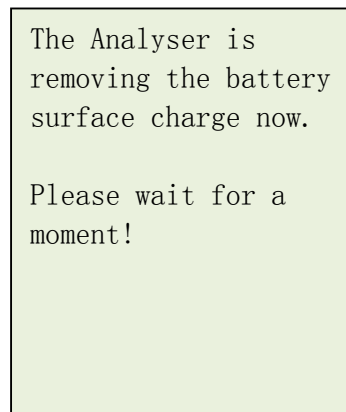 The Analyser is
removing the battery
surface charge now.
Please wait for a
moment!